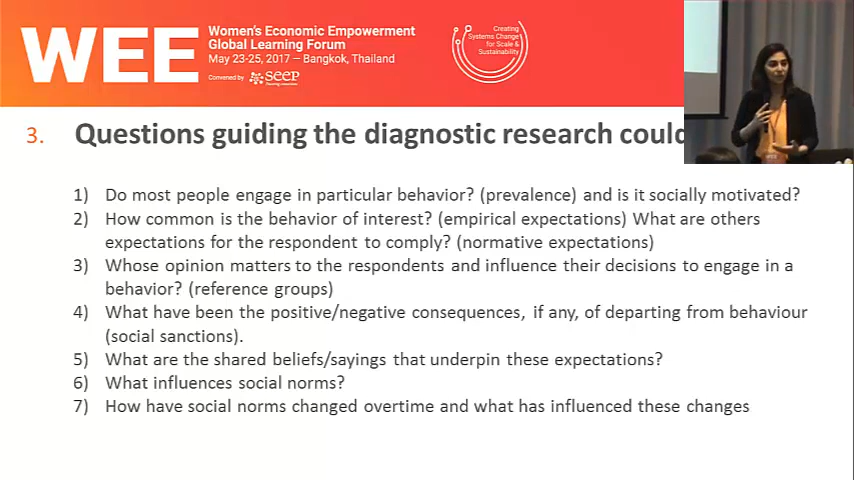 WEE
Women's Economic Empowerment
Global Learning Forum
May 23-25, 2017 – Bangkok, Thailand
Convened by SEEP
Creating
Systems Change
for Scale &
Sustainability
3. Questions guiding the diagnostic research could
1) Do most people engage in particular behavior? (prevalence) and is it socially motivated?
2) How common is the behavior of interest? (empirical expectations) What are others
expectations for the respondent to comply? (normative expectations)
3) Whose opinion matters to the respondents and influence their decisions to engage in a
behavior? (reference groups)
4) What have been the positive/negative consequences, if any, of departing from behaviour
(social sanctions).
5) What are the shared beliefs/sayings that underpin these expectations?
6) What influences social norms?
7) How have social norms changed overtime and what has influenced these changes